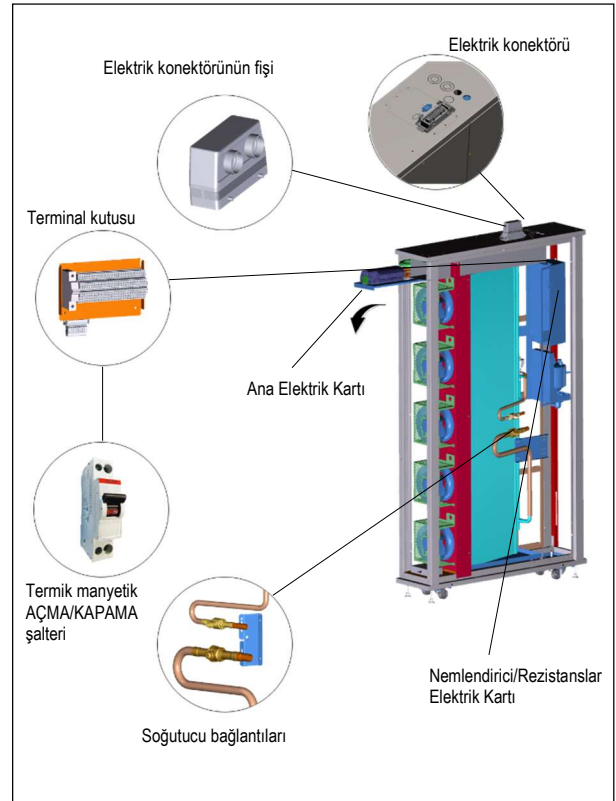 Elektrik konektörü
Elektrik konektörünün fişi
Terminal kutusu
Ana Elektrik Kartı
Termik manyetik
AÇMA/KAPAMA
şalteri
Nemlendirici/Rezistanslar
Elektrik Kartı
Soğutucu bağlantıları